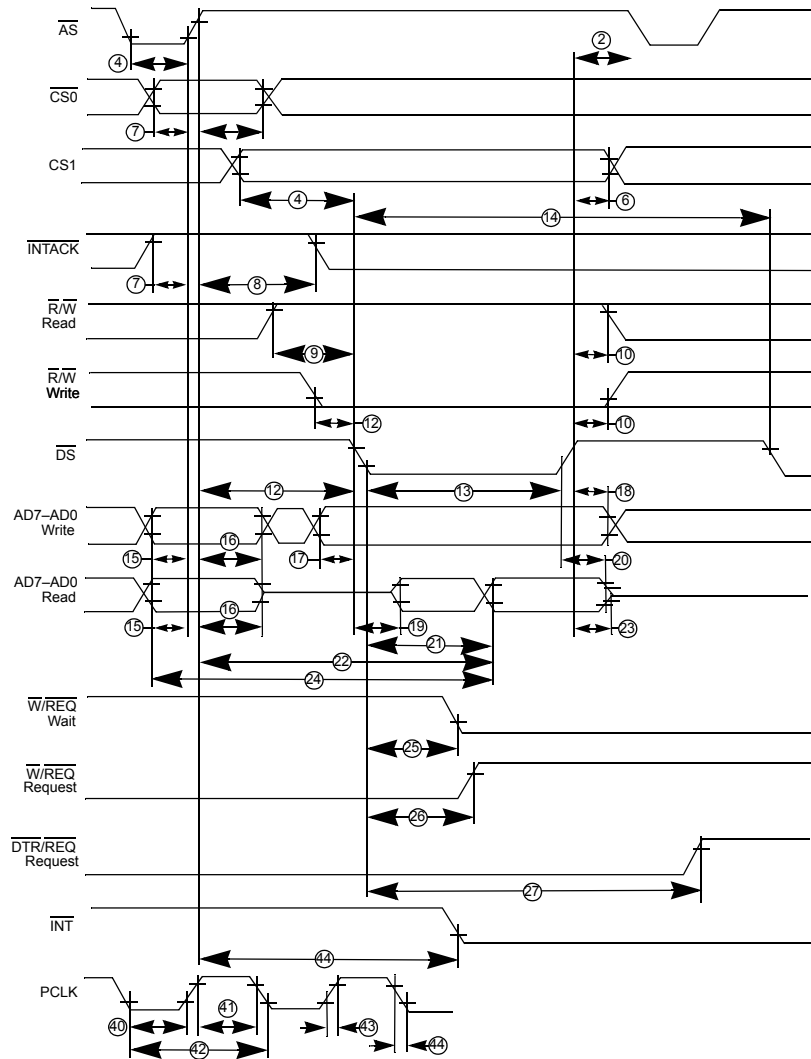 AS
2
4
CS0
7
CS1
4
6
14
INTACK
7
8
R/W
Read
9
10
R/W
Write
12
10
DS
12
13
18
AD7–AD0
Write
15
16
17
20
AD7–AD0
Read
15
16
19
23
21
22
24
W/REQ
Wait
25
W/REQ
Request
26
DTR/REQ
Request
27
INT
44
PCLK
40
41
43
42
44